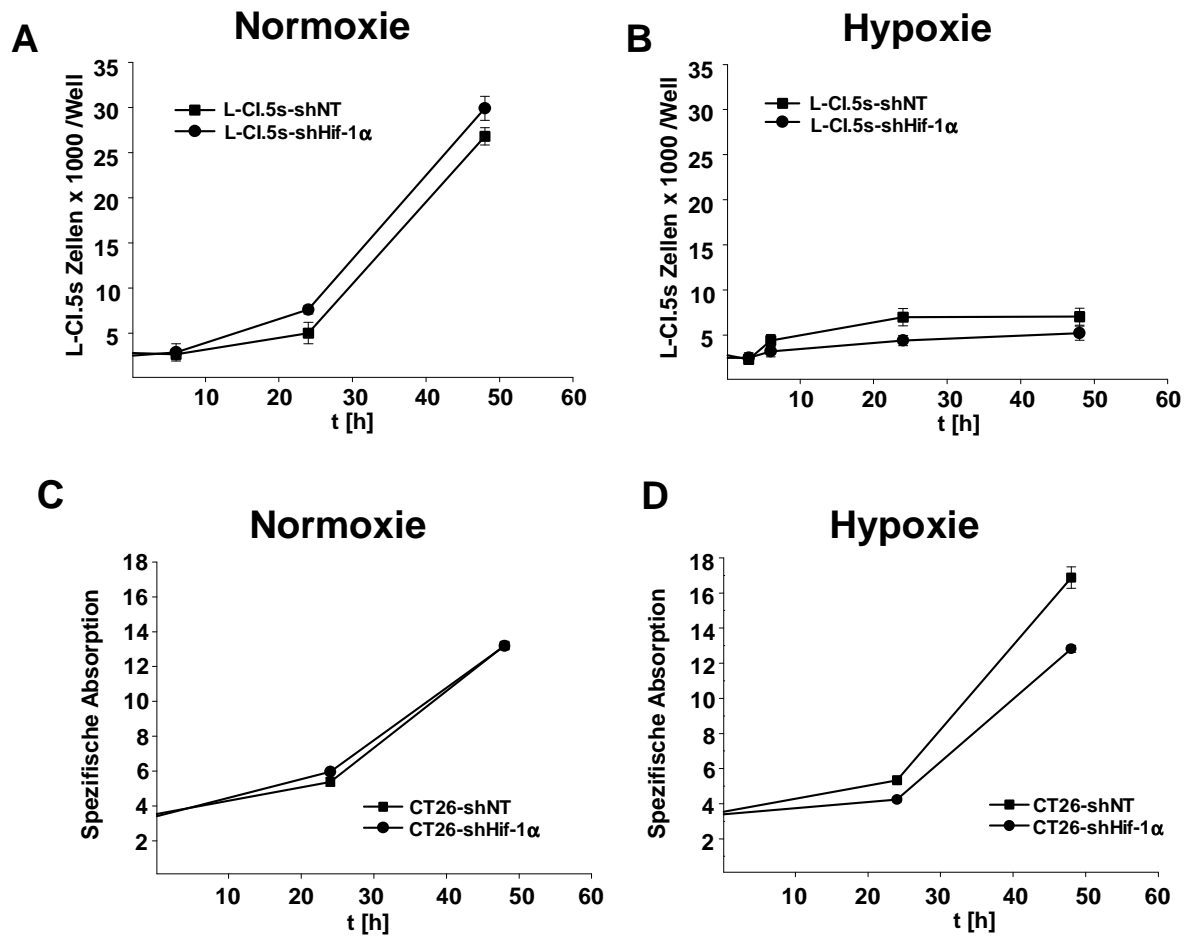 A
Normoxie
35
30
25
20
15
10
5
L-Cl.5s Zellen x 1000 /Well
L-Cl.5s-shNT
L-Cl.5s-shHif-1α
10 20 30 40 50 60
t [h]
B
Hypoxie
35
30
25
20
15
10
5
L-Cl.5s Zellen x 1000 /Well
L-Cl.5s-shNT
L-Cl.5s-shHif-1α
10 20 30 40 50 60
t [h]
C
Normoxie
18
16
14
12
10
8
6
4
2
Spezifische Absorption
CT26-shNT
CT26-shHif-1α
10 20 30 40 50 60
t [h]
D
Hypoxie
18
16
14
12
10
8
6
4
2
Spezifische Absorption
CT26-shNT
CT26-shHif-1α
10 20 30 40 50 60
t [h]